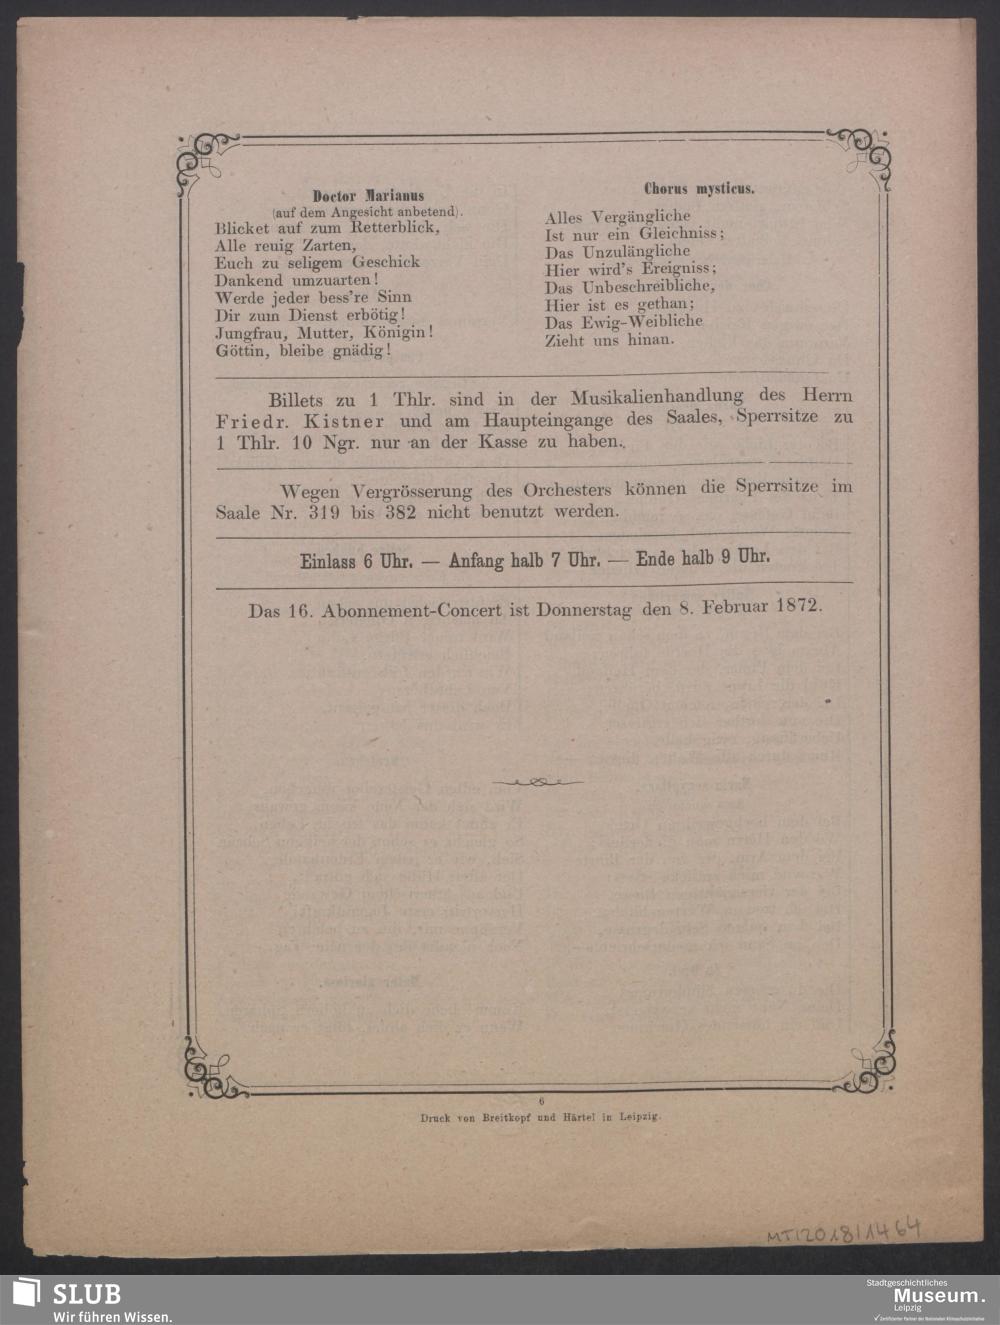 Doctor Marianus
(auf dem Angesicht anbetend).
Blicket auf zum Retterblick,
Alle reuig Zarten,
Euch zu seligem Geschick
Dankend umzuarten!
Werde jeder bess're Sinn
Dir zum Dienst erbötig!
Jungfrau, Mutter, Königin!
Göttin, bleibe gnädig!
Chorus mysticus.
Alles Vergängliche
Ist nur ein Gleichniss;
Das Unzulängliche
Hier wird's Ereigniss;
Das Unbeschreibliche,
Hier ist es gethan;
Das Ewig-Weibliche
Zieht uns hinan.
Billets zu 1 Thlr. sind in der Musikalienhandlung des Herrn
Friedr. Kistner und am Haupteingange des Saales, Sperrsitze zu
1 Thlr. 10 Ngr. nur an der Kasse zu haben.
Wegen Vergrösserung des Orchesters können die Sperrsitze im
Saale Nr. 319 bis 382 nicht benutzt werden.
Einlass 6 Uhr. — Anfang halb 7 Uhr. — Ende halb 9 Uhr.
Das 16. Abonnement-Concert ist Donnerstag den 8. Februar 1872.
6
Druck von Breitkopf und Härtel in Leipzig.
MT/2018/1464
SLUB
Wir führen Wissen.
Stadtgeschichtliches
Museum.
Leipzig
Zertifizierter Partner der Nationalen Klimaschutzinitiative